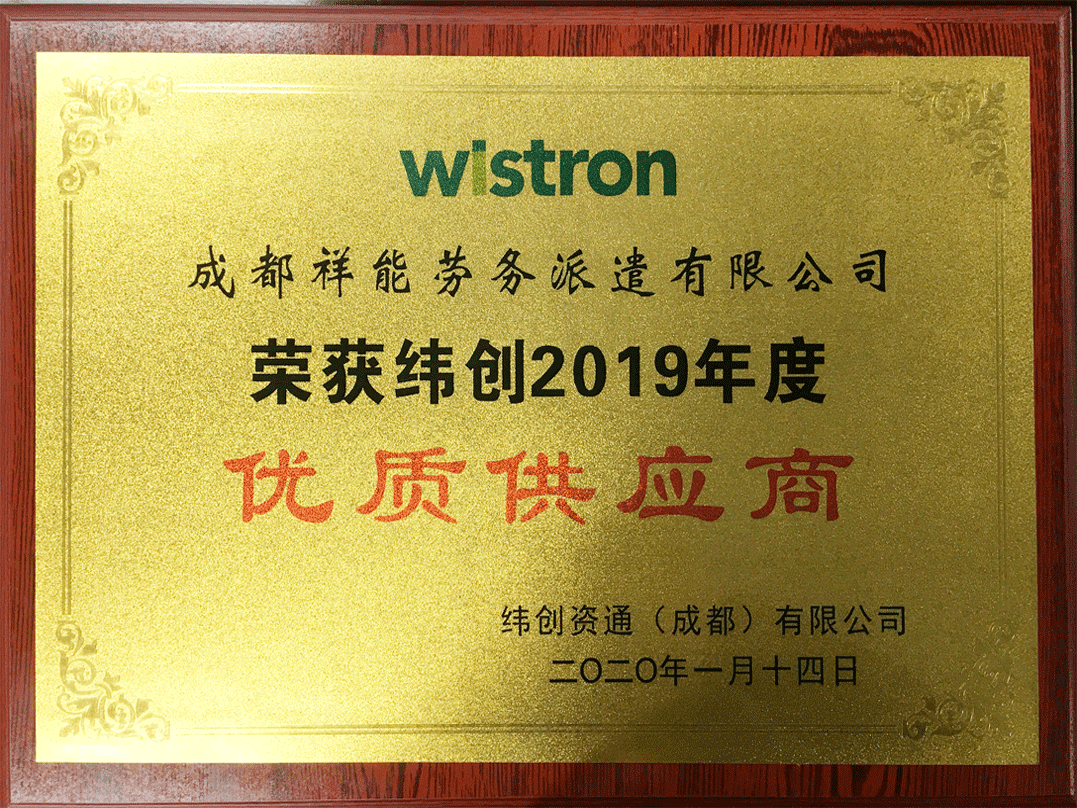 wistron
成都祥能劳务派遣有限公司
荣获纬创2019年度
优质供应商
纬创资通（成都）有限公司
二〇二〇年一月十四日